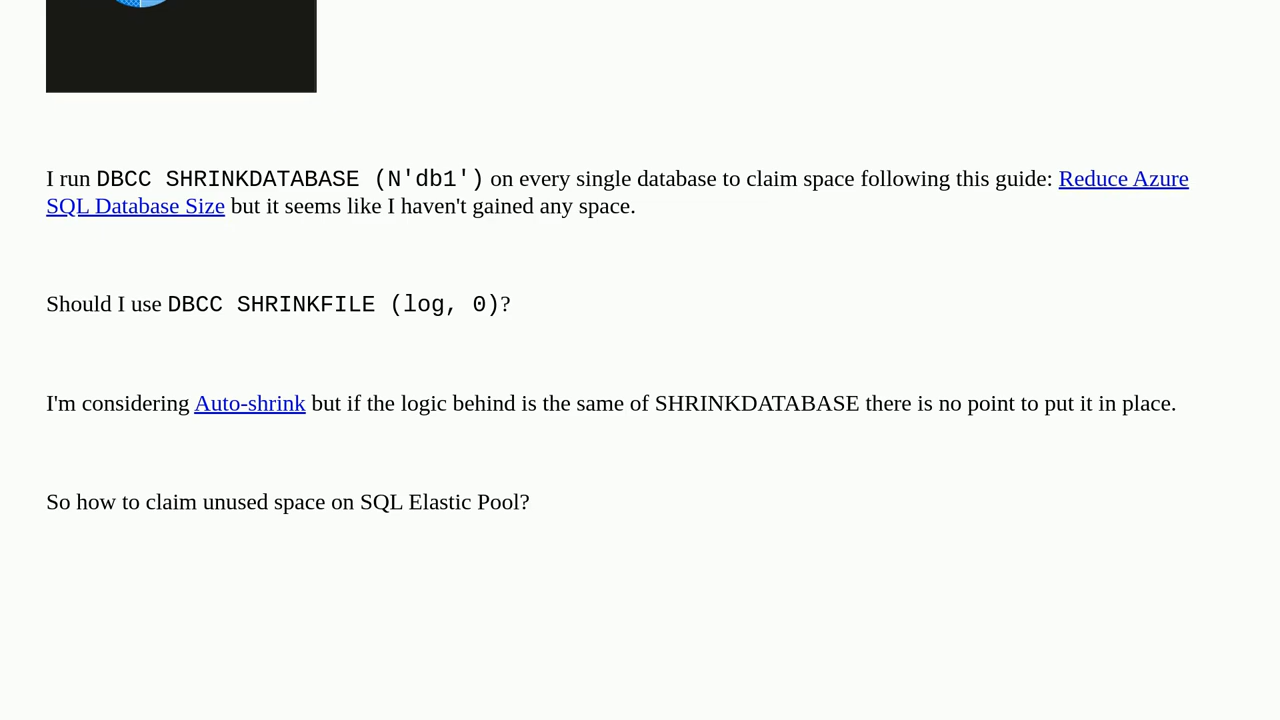 I run DBCC SHRINKDATABASE (N'db1') on every single database to claim space following this guide: Reduce Azure
SQL Database Size but it seems like I haven't gained any space.
Should I use DBCC SHRINKFILE (log, 0)?
I'm considering Auto-shrink but if the logic behind is the same of SHRINKDATABASE there is no point to put it in place.
So how to claim unused space on SQL Elastic Pool?